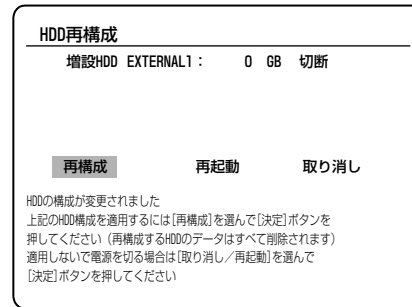 HDD再構成
増設HDD EXTERNAL1： 0 GB 切断
再構成 再起動 取り消し
HDDの構成が変更されました
上記のHDD構成を適用するには[再構成]を選んで[決定]ボタンを
押してください（再構成するHDDのデータはすべて削除されます）
適用しないで電源を切る場合は[取り消し／再起動]を選んで
[決定]ボタンを押してください